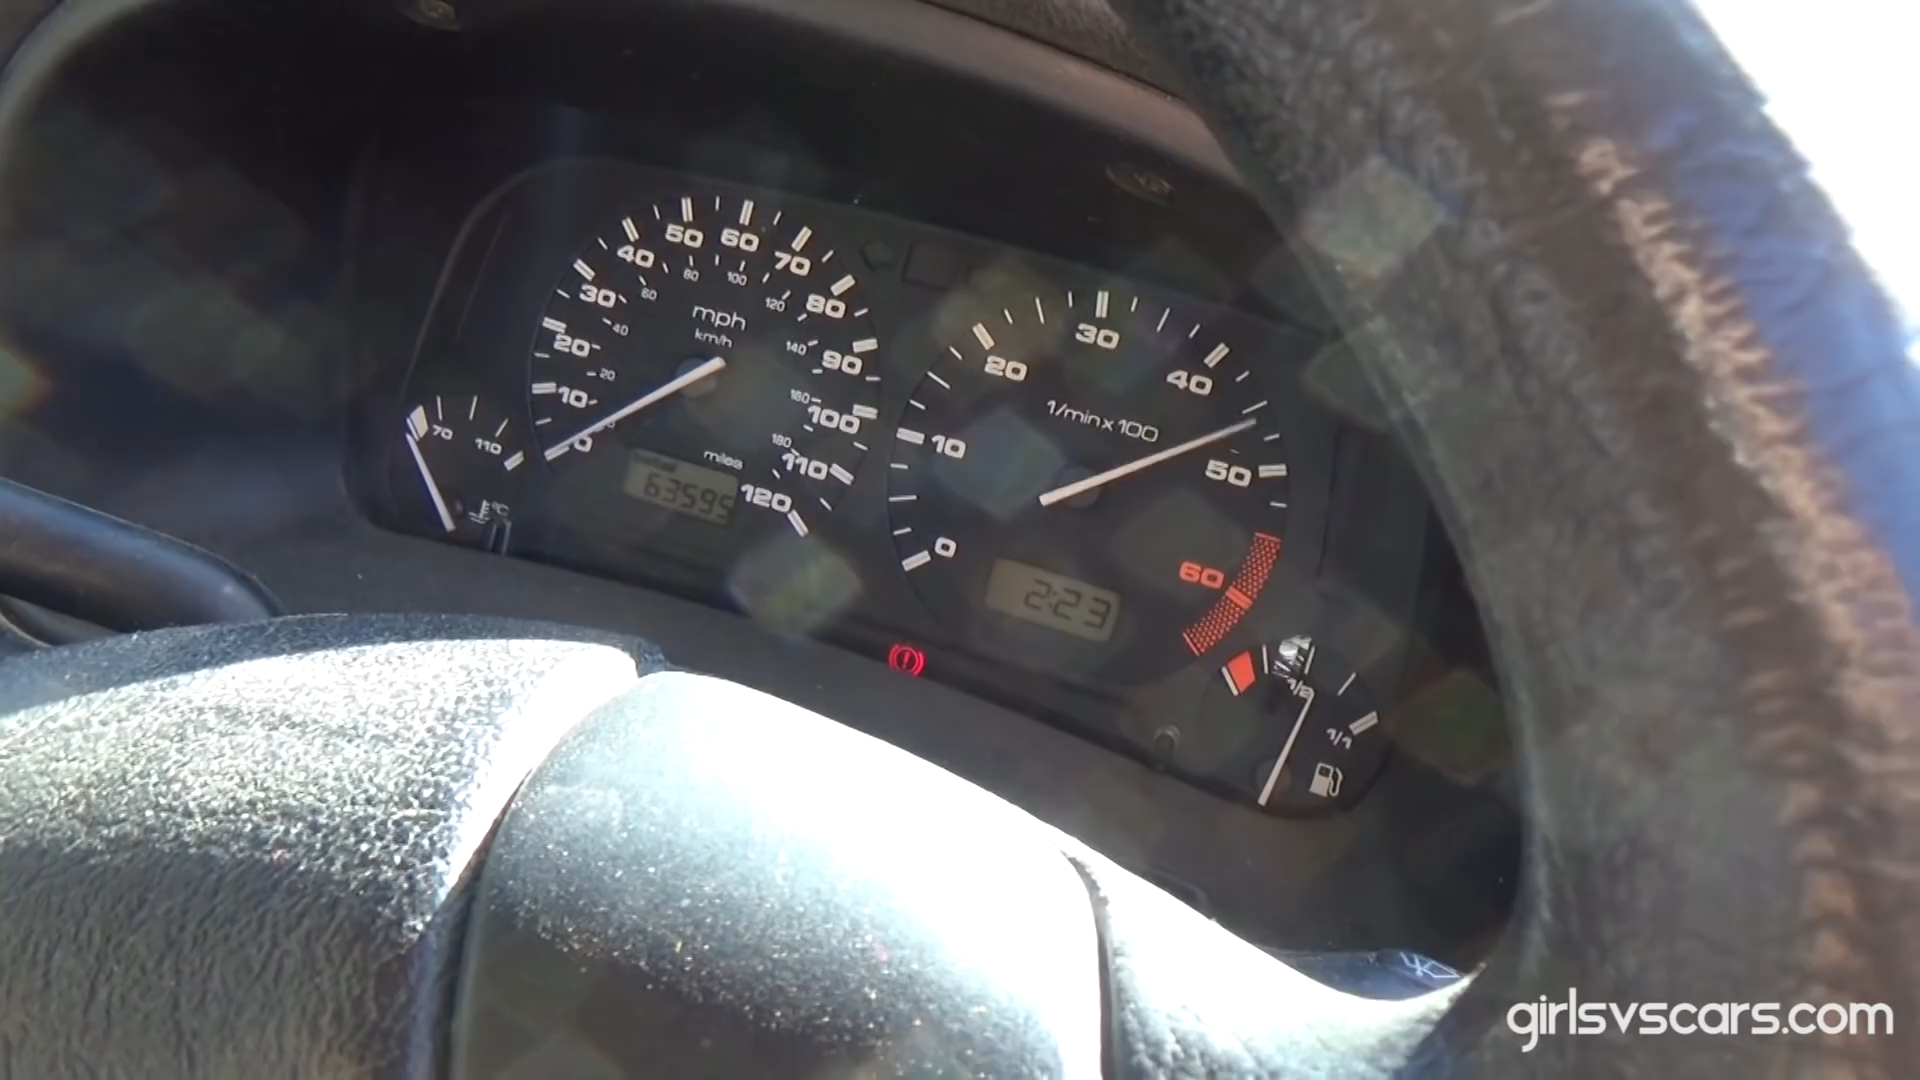 50 60
40 70
80 100
30 60 120 80
mph
40 km/h
20 140 90
20
10 160 100
180
0 miles 110
63595 120
70 110
°C
30
20 40
1/min x 100
10 50
0 60
2:23
1/2
1/1
girlsvscars.com